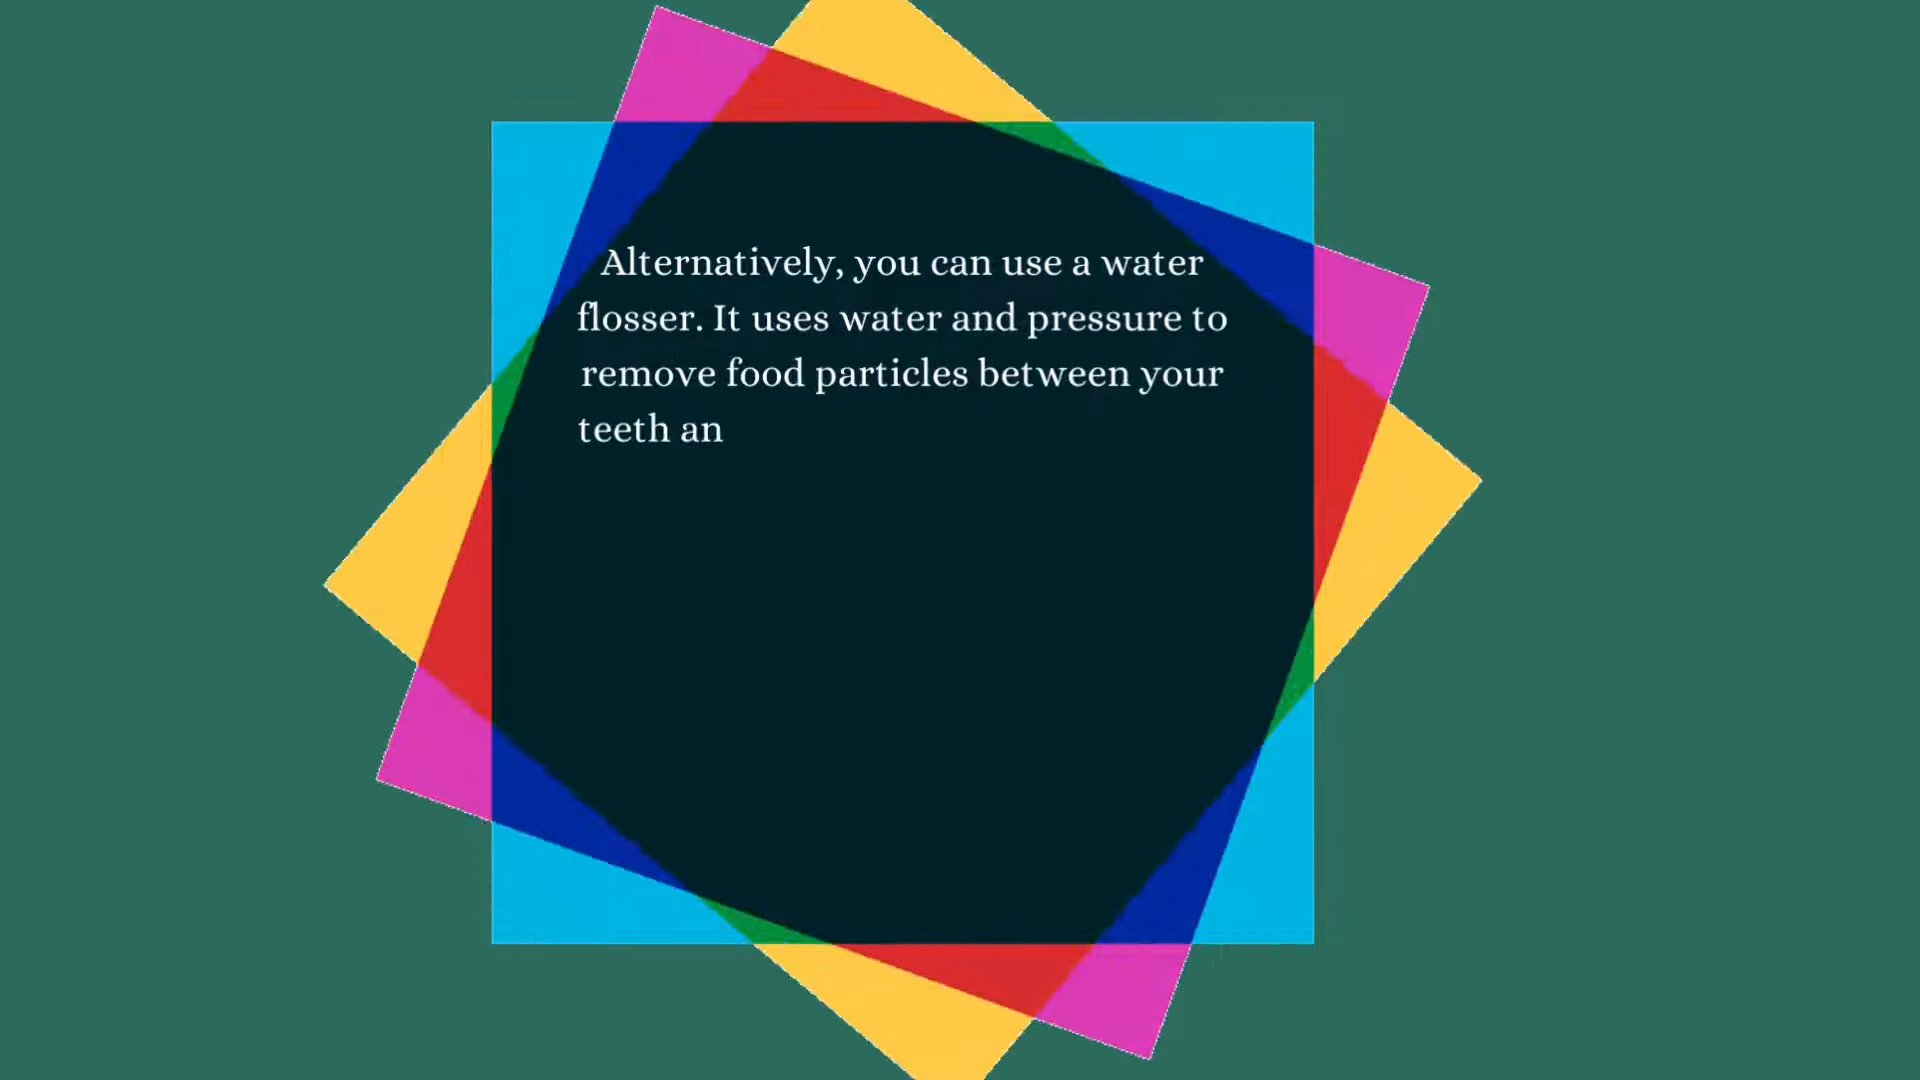 Alternatively, you can use a water
flosser. It uses water and pressure to
remove food particles between your
teeth an